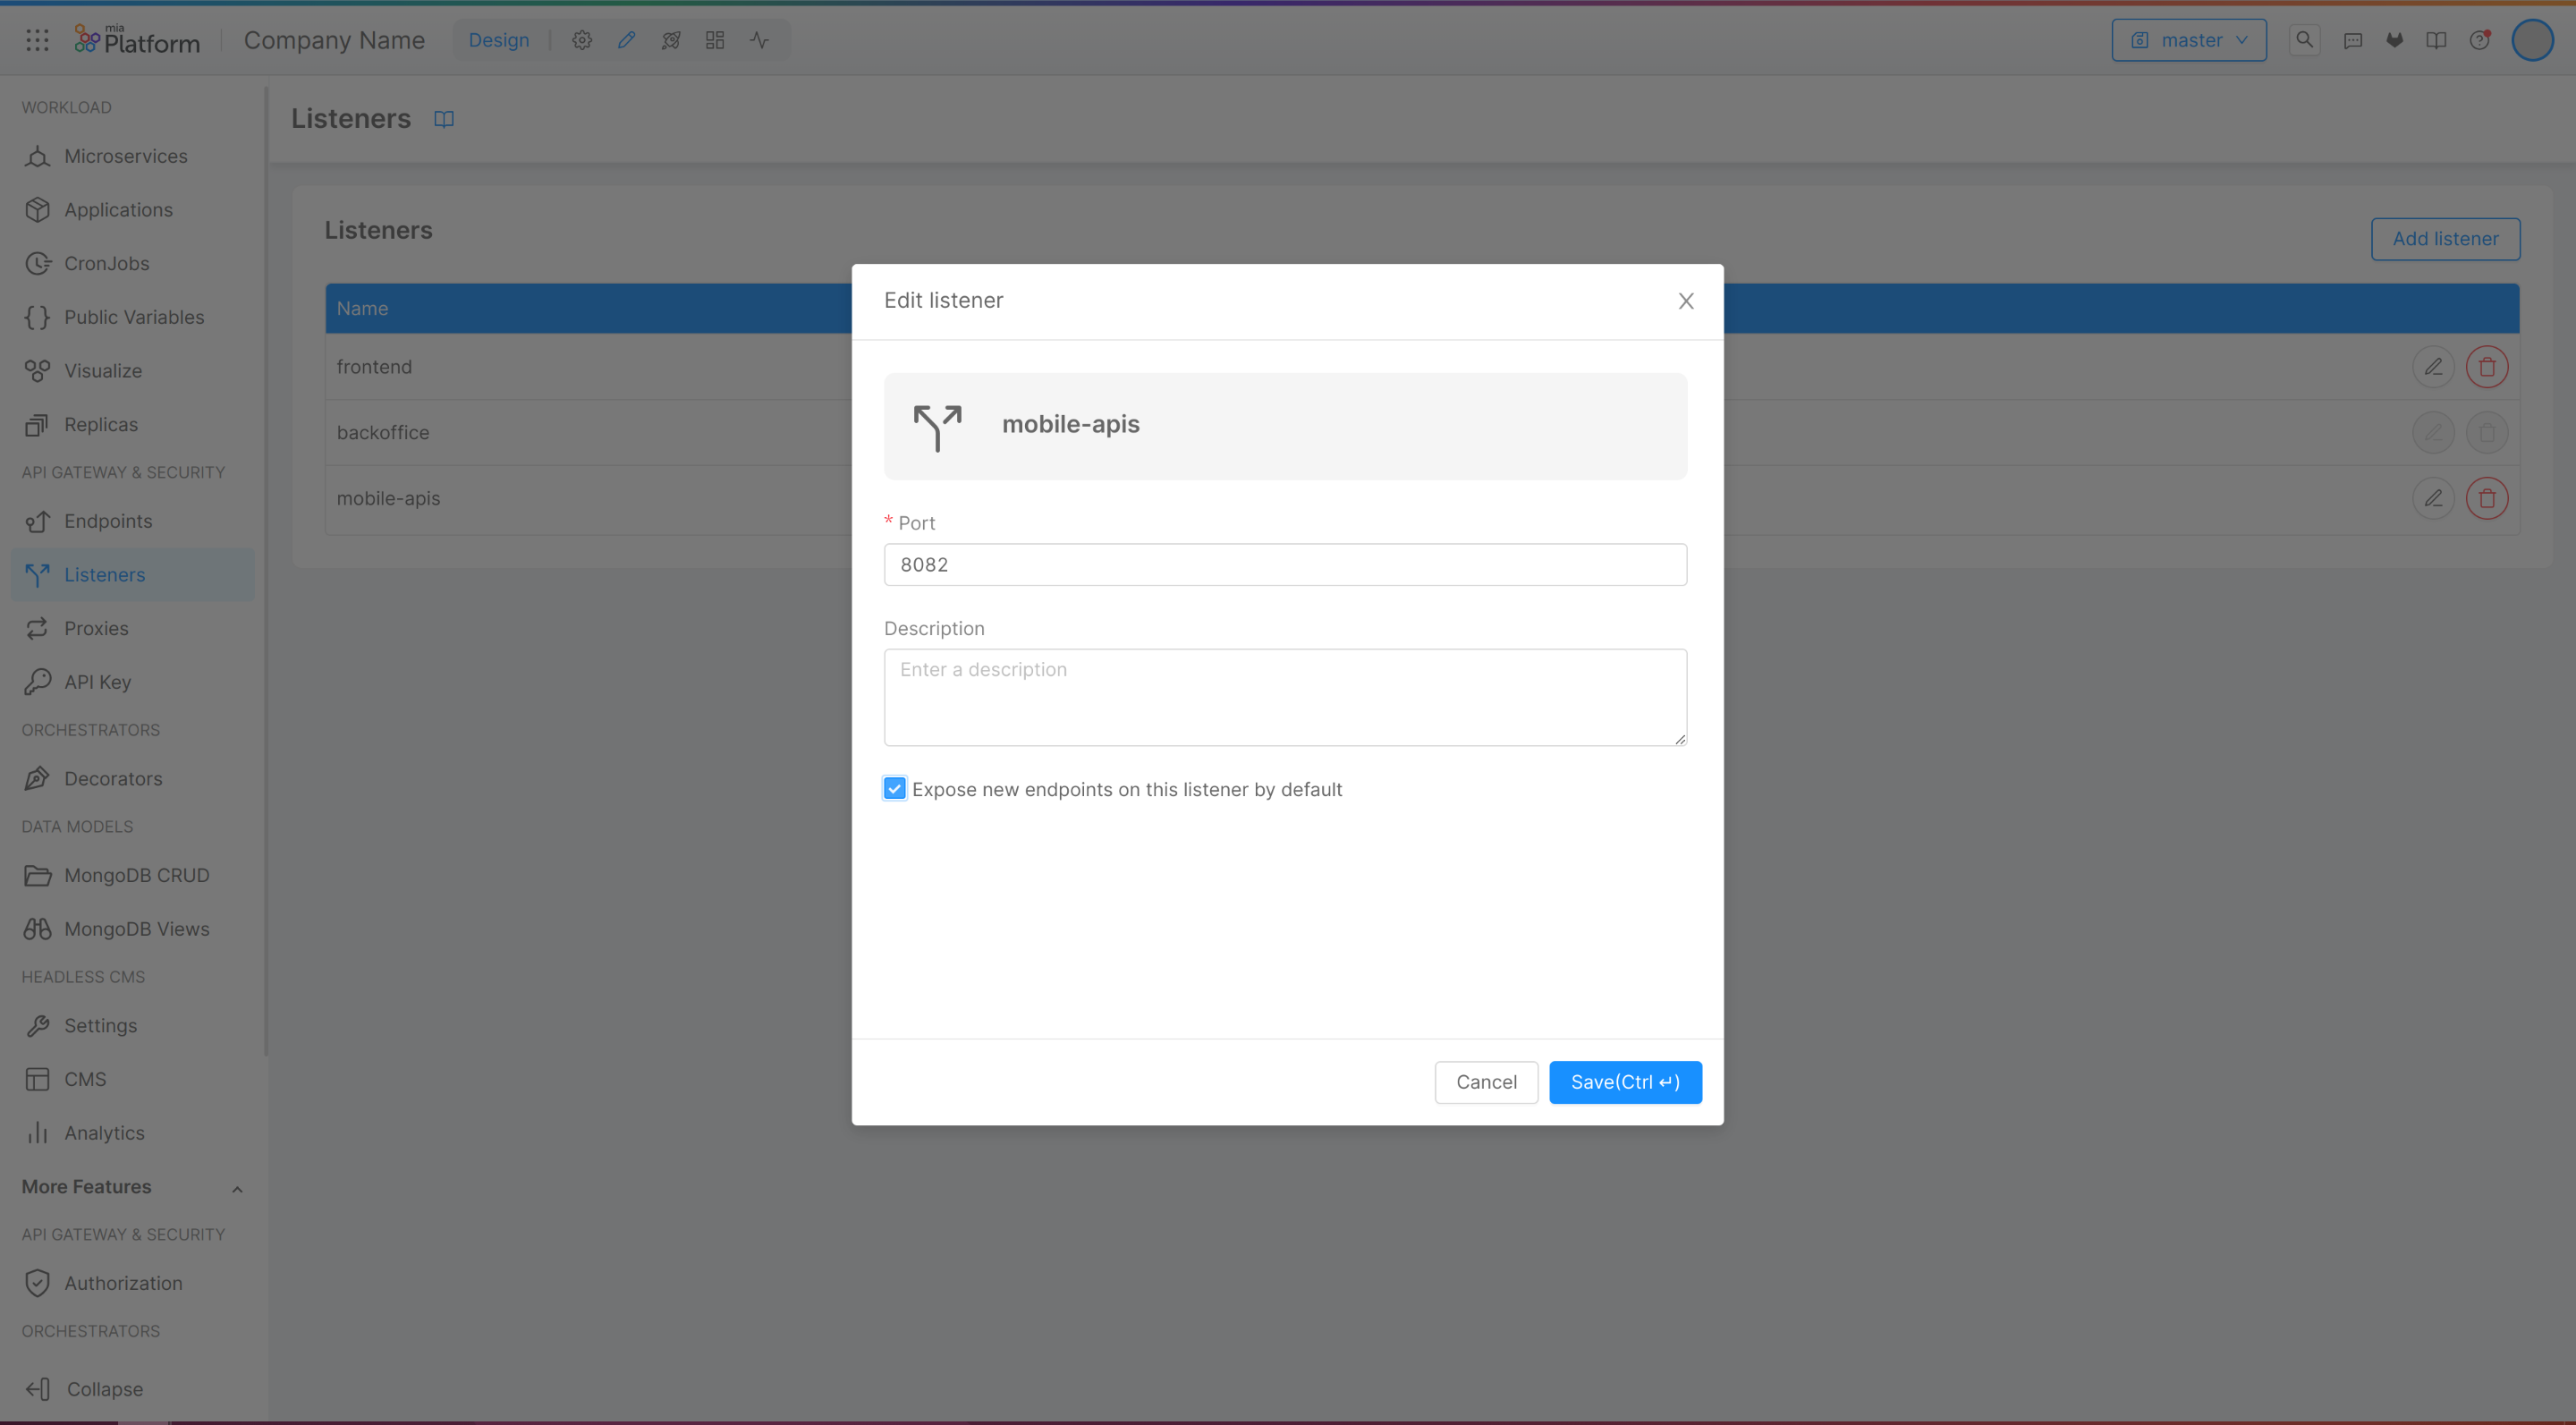 mia
Platform
Company Name
Design
master
WORKLOAD
Microservices
Applications
CronJobs
Public Variables
Visualize
Replicas
API GATEWAY & SECURITY
Endpoints
Listeners
Proxies
API Key
ORCHESTRATORS
Decorators
DATA MODELS
MongoDB CRUD
MongoDB Views
HEADLESS CMS
Settings
CMS
Analytics
More Features
API GATEWAY & SECURITY
Authorization
ORCHESTRATORS
Collapse
Listeners
Listeners
Add listener
Name
frontend
backoffice
mobile-apis
Edit listener
mobile-apis
* Port
8082
Description
Enter a description
Expose new endpoints on this listener by default
Cancel
Save(Ctrl ↵)